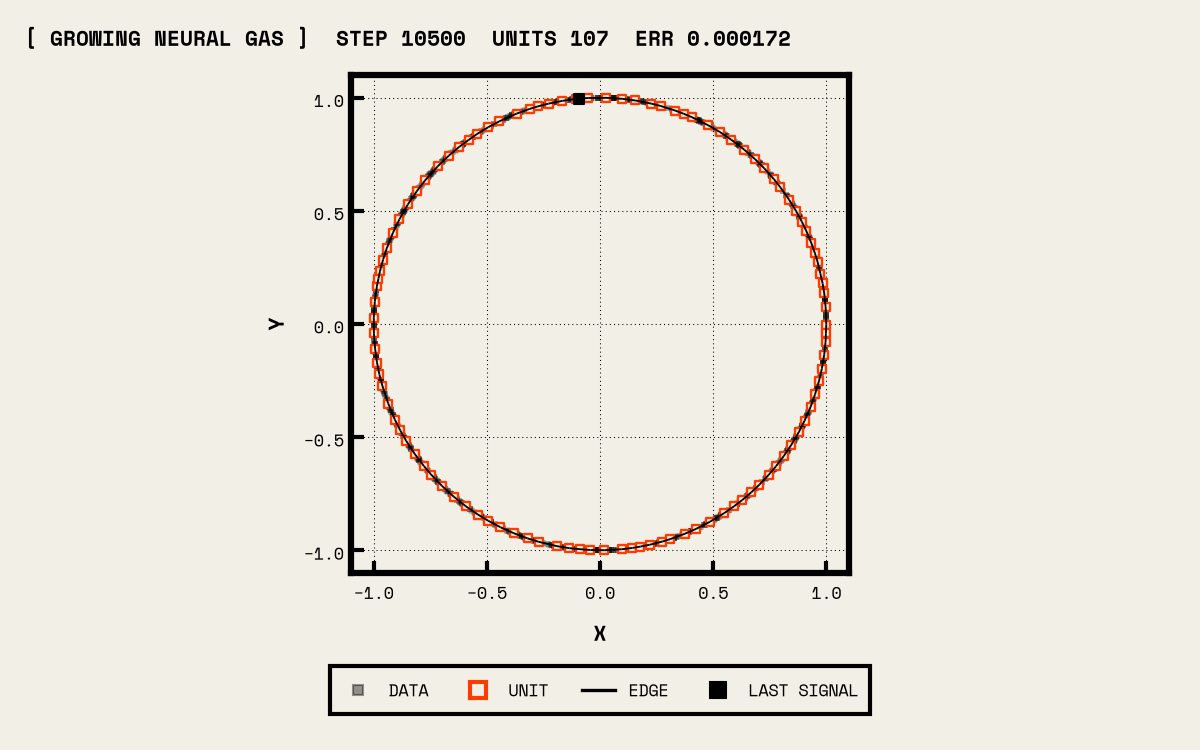 [ GROWING NEURAL GAS ]  STEP 10500  UNITS 107  ERR 0.000172
1.0
0.5
Y
0.0
−0.5
−1.0
−1.0  −0.5  0.0  0.5  1.0
X
DATA  UNIT  EDGE  LAST SIGNAL